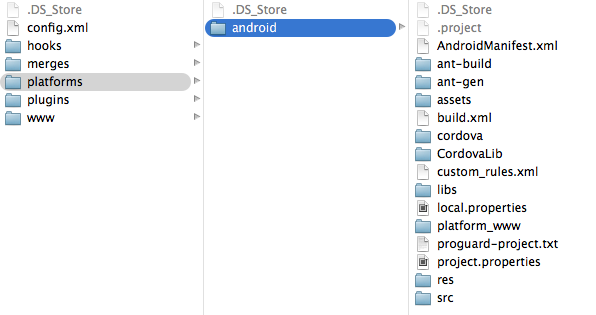 .DS_Store
config.xml
hooks
merges
platforms
plugins
www
.DS_Store
android
.DS_Store
.project
AndroidManifest.xml
ant-build
ant-gen
assets
build.xml
cordova
CordovaLib
custom_rules.xml
libs
local.properties
platform_www
proguard-project.txt
project.properties
res
src